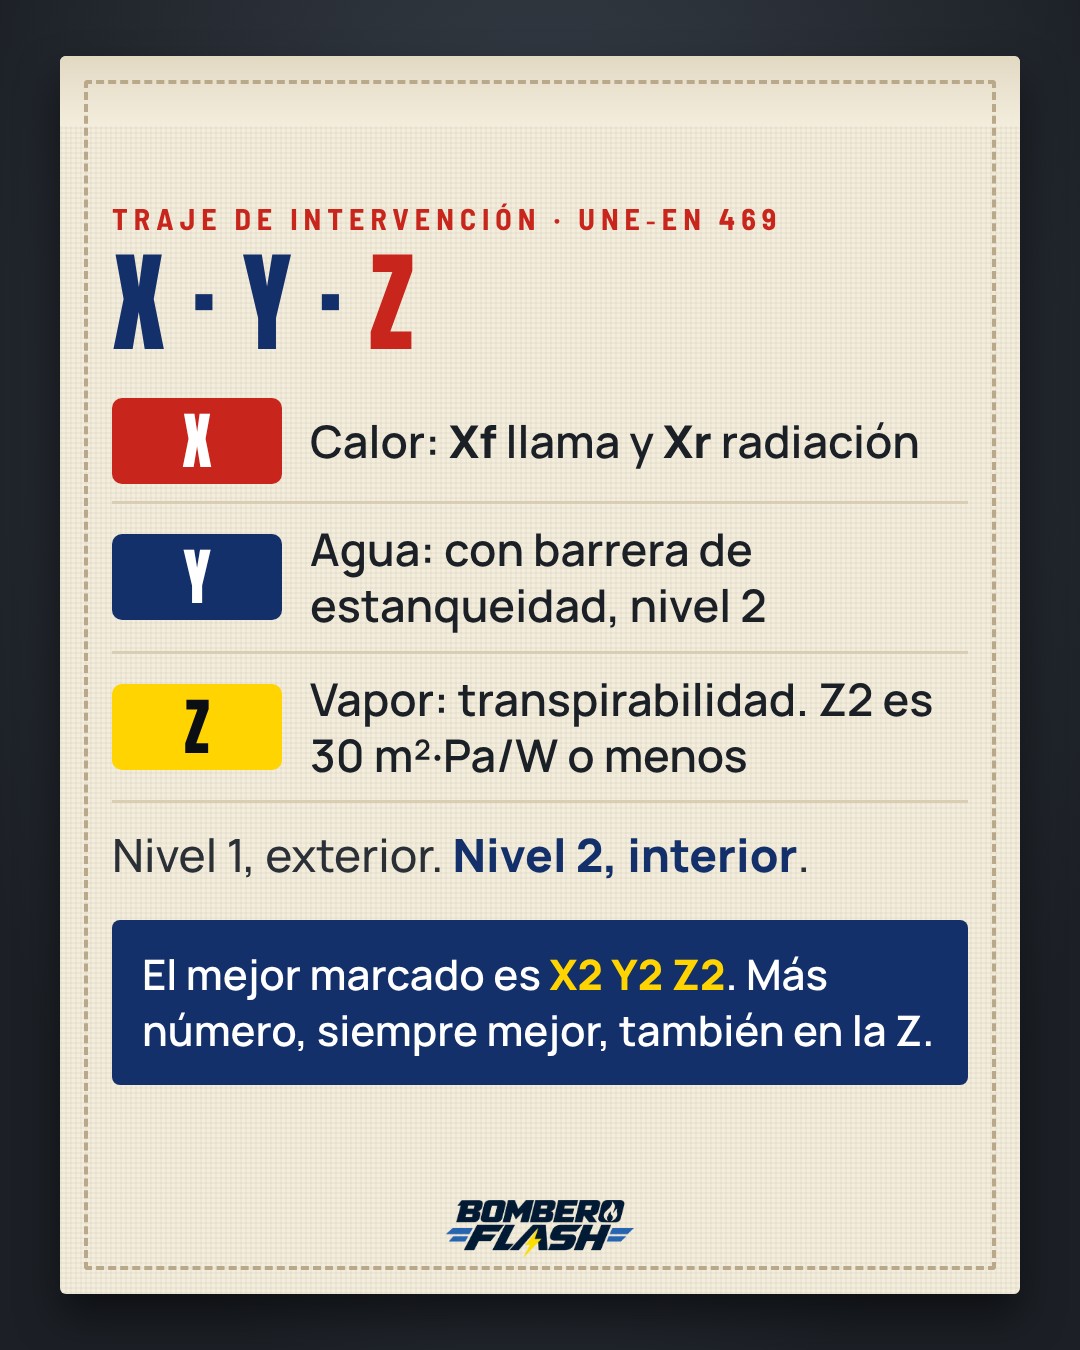 TRAJE DE INTERVENCIÓN · UNE-EN 469
X · Y · Z
X
Calor: Xf llama y Xr radiación
Y
Agua: con barrera de
estanqueidad, nivel 2
Z
Vapor: transpirabilidad. Z2 es
30 m²·Pa/W o menos
Nivel 1, exterior. Nivel 2, interior.
El mejor marcado es X2 Y2 Z2. Más
número, siempre mejor, también en la Z.
BOMBERO
FLASH